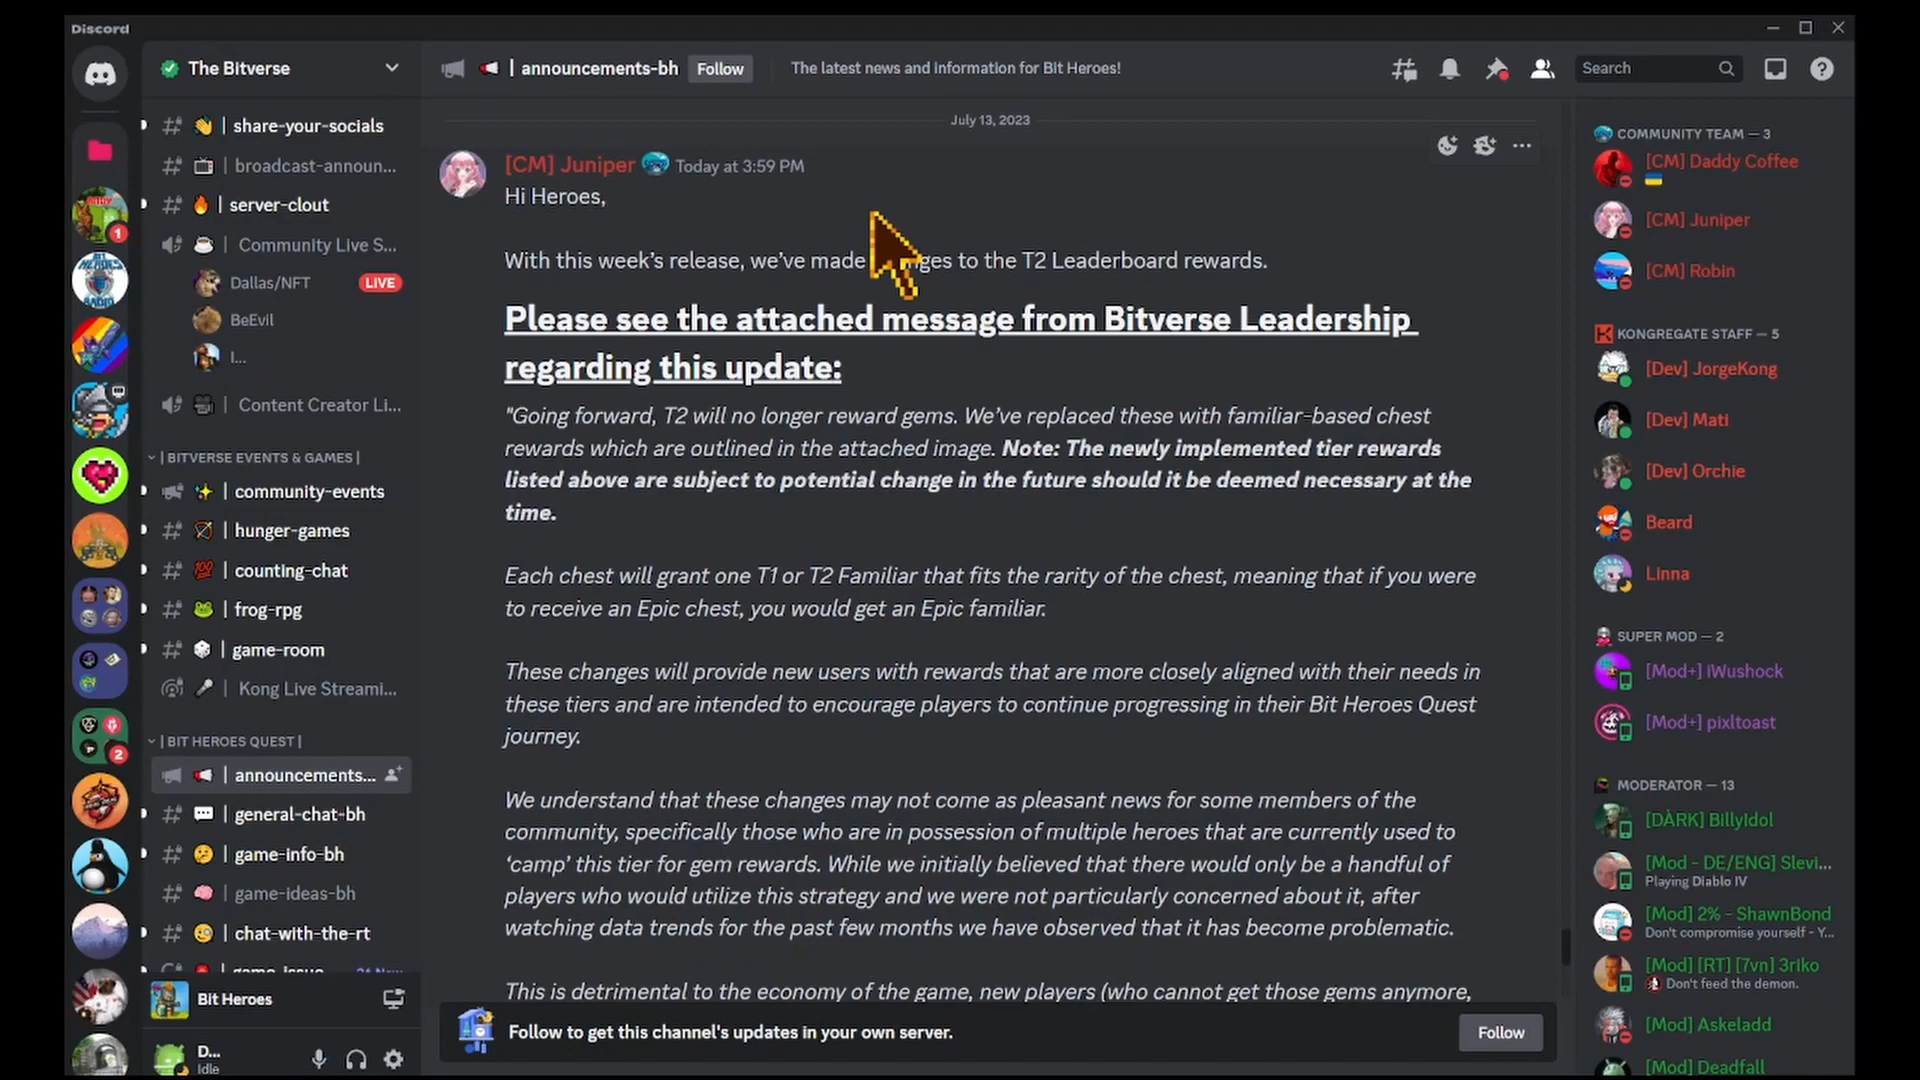 Discord
The Bitverse
| announcements-bh
Follow
The latest news and information for Bit Heroes!
Search
1
2
| share-your-socials
| broadcast-announ...
| server-clout
| Community Live S...
Dallas/NFT
LIVE
BeEvil
I...
| Content Creator Li...
| BITVERSE EVENTS & GAMES |
| community-events
| hunger-games
| counting-chat
| frog-rpg
| game-room
| Kong Live Streami...
| BIT HEROES QUEST |
| announcements...
| general-chat-bh
| game-info-bh
| game-ideas-bh
| chat-with-the-rt
Bit Heroes
D...
Idle
July 13, 2023
[CM] Juniper Today at 3:59 PM
Hi Heroes,
With this week's release, we've made nges to the T2 Leaderboard rewards.
Please see the attached message from Bitverse Leadership
regarding this update:
"Going forward, T2 will no longer reward gems. We've replaced these with familiar-based chest
rewards which are outlined in the attached image. Note: The newly implemented tier rewards
listed above are subject to potential change in the future should it be deemed necessary at the
time.
Each chest will grant one T1 or T2 Familiar that fits the rarity of the chest, meaning that if you were
to receive an Epic chest, you would get an Epic familiar.
These changes will provide new users with rewards that are more closely aligned with their needs in
these tiers and are intended to encourage players to continue progressing in their Bit Heroes Quest
journey.
We understand that these changes may not come as pleasant news for some members of the
community, specifically those who are in possession of multiple heroes that are currently used to
'camp' this tier for gem rewards. While we initially believed that there would only be a handful of
players who would utilize this strategy and we were not particularly concerned about it, after
watching data trends for the past few months we have observed that it has become problematic.
This is detrimental to the economy of the game, new players (who cannot get those gems anymore,
Follow to get this channel's updates in your own server.
Follow
COMMUNITY TEAM — 3
[CM] Daddy Coffee
[CM] Juniper
[CM] Robin
KONGREGATE STAFF — 5
[Dev] JorgeKong
[Dev] Mati
[Dev] Orchie
Beard
Linna
SUPER MOD — 2
[Mod+] IWushock
[Mod+] pixltoast
MODERATOR — 13
[DÀRK] BillyIdol
[Mod - DE/ENG] Slevi...
Playing Diablo IV
[Mod] 2% - ShawnBond
Don't compromise yourself - Y...
[Mod] [RT] [7vn] 3riko
Don't feed the demon.
[Mod] Askeladd
[Mod] Deadfall